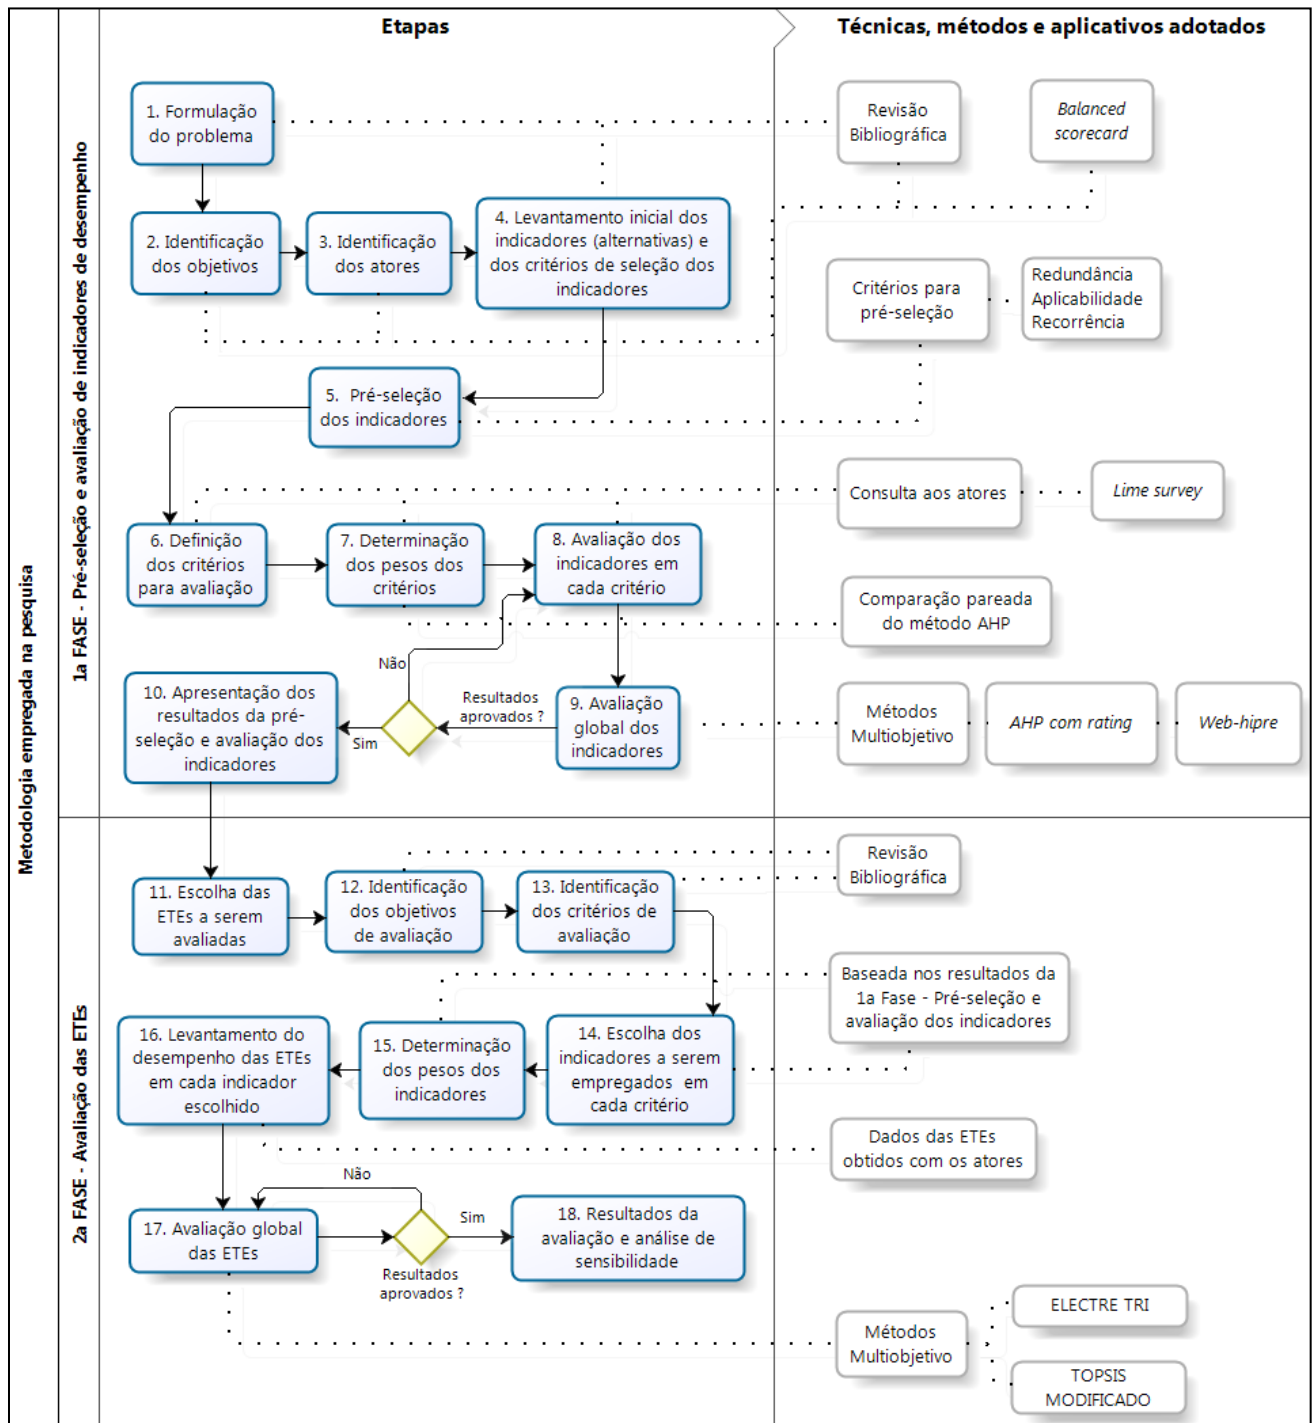 Etapas
Técnicas, métodos e aplicativos adotados
Metodologia empregada na pesquisa
1a FASE - Pré-seleção e avaliação de indicadores de desempenho
1. Formulação
do problema
Revisão
Bibliográfica
Balanced
scorecard
2. Identificação
dos objetivos
3. Identificação
dos atores
4. Levantamento inicial dos
indicadores (alternativas) e
dos critérios de seleção dos
indicadores
Critérios para
pré-seleção
Redundância
Aplicabilidade
Recorrência
5. Pré-seleção
dos indicadores
Consulta aos atores
Lime survey
6. Definição
dos critérios
para avaliação
7. Determinação
dos pesos dos
critérios
8. Avaliação dos
indicadores em
cada critério
Comparação pareada
do método AHP
Não
10. Apresentação dos
resultados da pré-
seleção e avaliação dos
indicadores
Sim
Resultados
aprovados ?
9. Avaliação
global dos
indicadores
Métodos
Multiobjetivo
AHP com rating
Web-hipre
2a FASE - Avaliação das ETEs
Revisão
Bibliográfica
11. Escolha das
ETEs a serem
avaliadas
12. Identificação
dos objetivos
de avaliação
13. Identificação
dos critérios de
avaliação
Baseada nos resultados da
1a Fase - Pré-seleção e
avaliação dos indicadores
16. Levantamento do
desempenho das ETEs
em cada indicador
escolhido
15. Determinação
dos pesos dos
indicadores
14. Escolha dos
indicadores a serem
empregados em
cada critério
Dados das ETEs
obtidos com os atores
Não
17. Avaliação global
das ETEs
Sim
Resultados
aprovados ?
18. Resultados da
avaliação e análise de
sensibilidade
Métodos
Multiobjetivo
ELECTRE TRI
TOPSIS
MODIFICADO